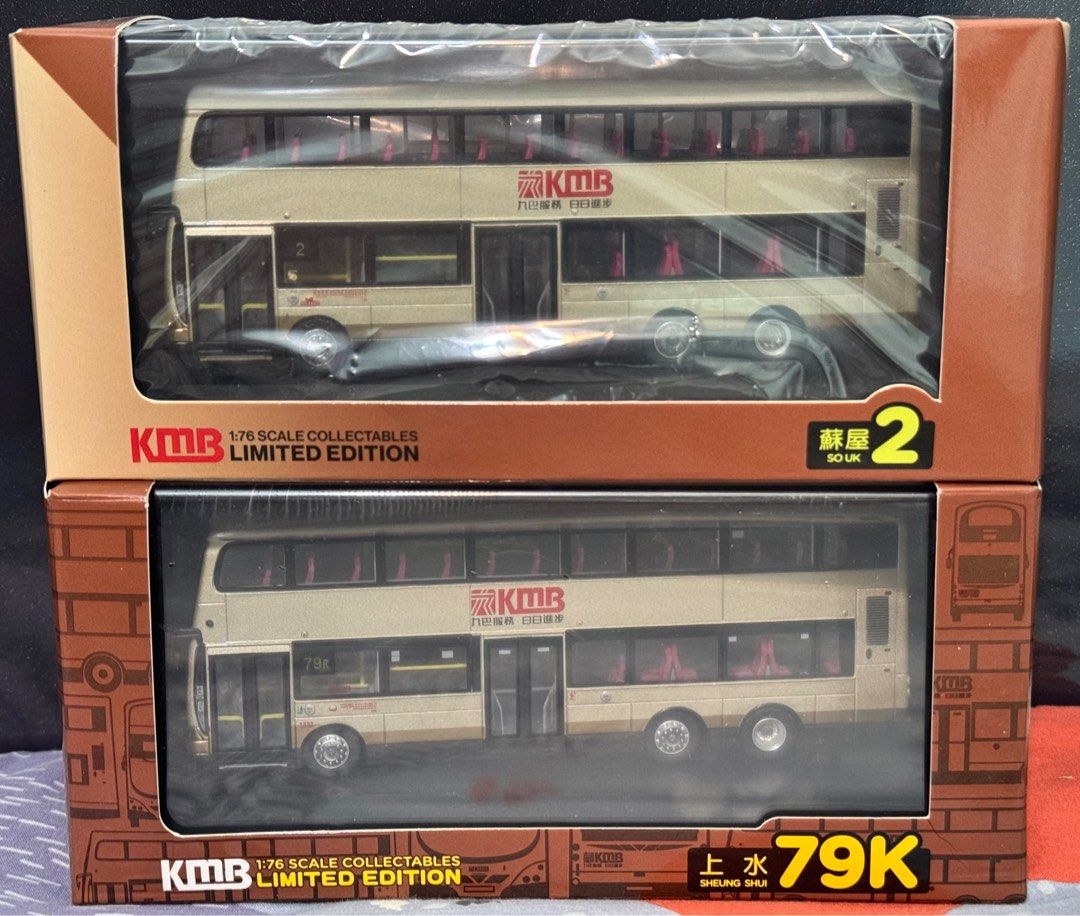 KMB
九巴服務 日日進步
2
KMB 1:76 SCALE COLLECTABLES
LIMITED EDITION
蘇屋 2
SO UK
KMB
九巴服務 日日進步
79K
KMB
KMB
KMB 1:76 SCALE COLLECTABLES
LIMITED EDITION
上水 79K
SHEUNG SHUI